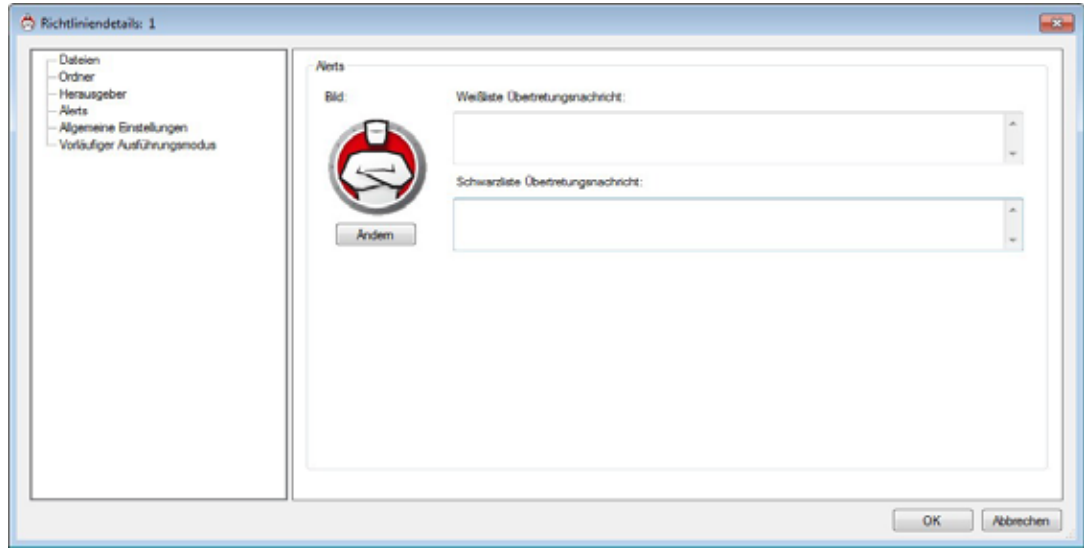 Richtliniendetails: 1
Dateien
Ordner
Herausgeber
Alerts
Allgemeine Einstellungen
Vorläufiger Ausführungsmodus
Alerts
Bild:
Weißliste Übertretungsnachricht:
Schwarzliste Übertretungsnachricht:
Ändern
OK
Abbrechen